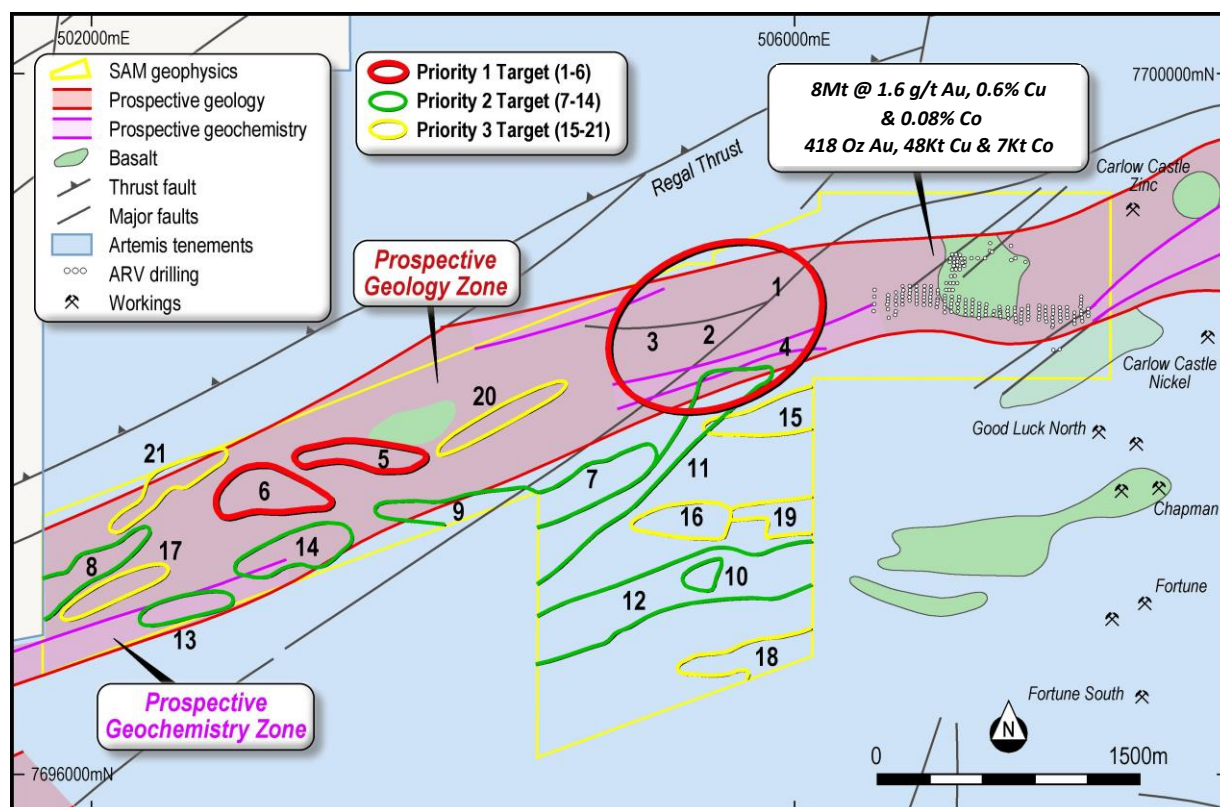 502000mE
506000mE
7700000mN
7696000mN
SAM geophysics
Prospective geology
Prospective geochemistry
Basalt
Thrust fault
Major faults
Artemis tenements
ARV drilling
Workings
Priority 1 Target (1-6)
Priority 2 Target (7-14)
Priority 3 Target (15-21)
8Mt @ 1.6 g/t Au, 0.6% Cu
& 0.08% Co
418 Oz Au, 48Kt Cu & 7Kt Co
Regal Thrust
Carlow Castle
Zinc
Prospective
Geology Zone
1
2
3
4
20
15
Carlow Castle
Nickel
Good Luck North
21
5
6
7
11
9
16
19
Chapman
17
14
8
10
12
Fortune
13
18
Prospective
Geochemistry Zone
Fortune South
N
0
1500m